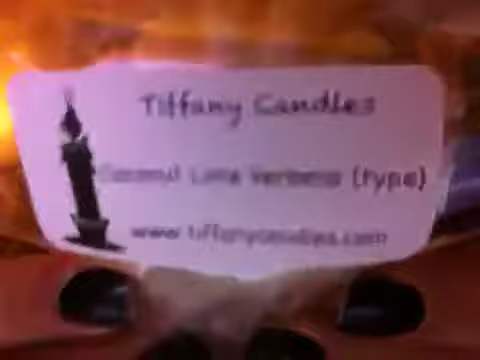 Tiffany Candles
Coconut Lime Verbena (type)
www.tiffanycandles.com